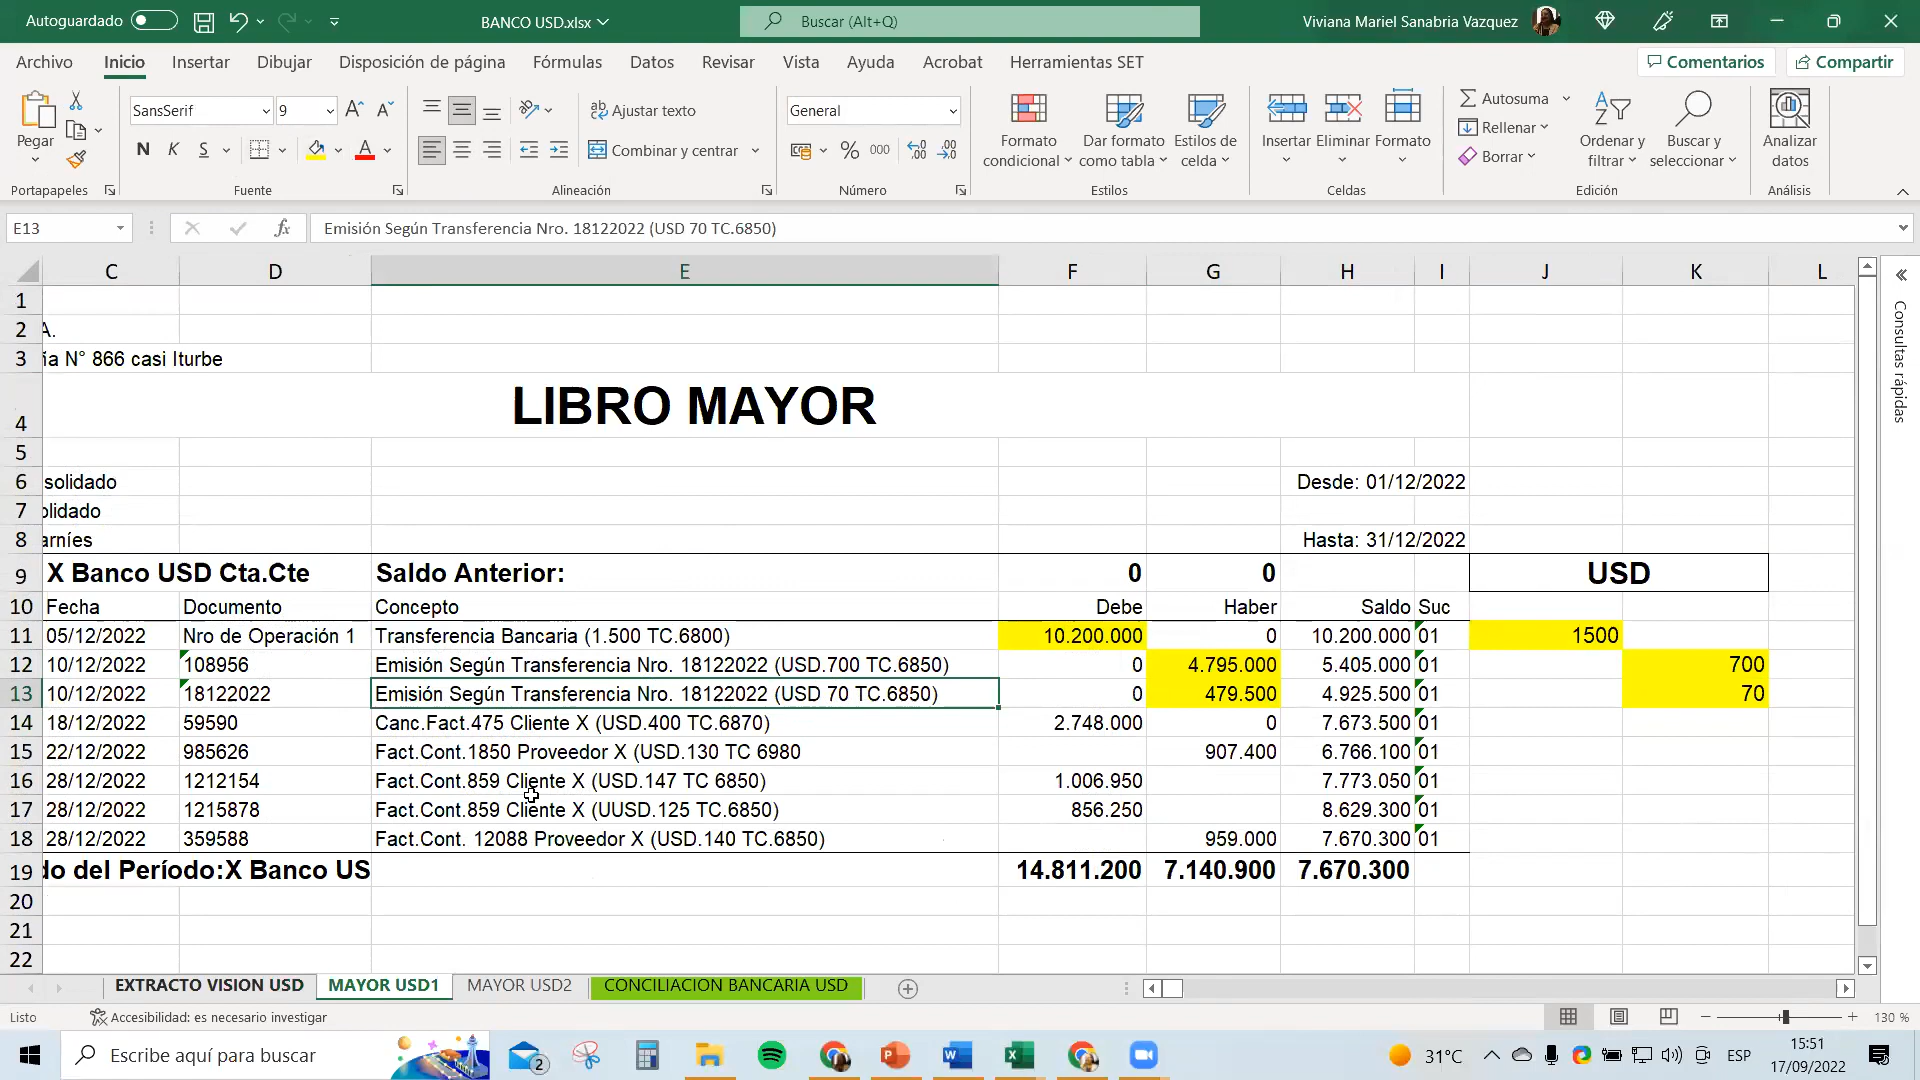 Autoguardado BANCO USD.xlsx Buscar (Alt+Q) Viviana Mariel Sanabria Vazquez
Archivo Inicio Insertar Dibujar Disposición de página Fórmulas Datos Revisar Vista Ayuda Acrobat Herramientas SET Comentarios Compartir
SansSerif 9 Ajustar texto General Autosuma
Pegar Formato condicional Dar formato como tabla Estilos de celda Insertar Eliminar Formato Rellenar Ordenar y filtrar Buscar y seleccionar Analizar datos
N K S Combinar y centrar % 000 Borrar
Portapapeles Fuente Alineación Número Estilos Celdas Edición Análisis
E13 fx Emisión Según Transferencia Nro. 18122022 (USD 70 TC.6850)
C D E F G H I J K L
Consultas rápidas
1
2 A.
3 ía N° 866 casi Iturbe
4 LIBRO MAYOR
5
6 solidado Desde: 01/12/2022
7 olidado
8 arníes Hasta: 31/12/2022
9 X Banco USD Cta.Cte Saldo Anterior: 0 0 USD
10 Fecha Documento Concepto Debe Haber Saldo Suc
11 05/12/2022 Nro de Operación 1 Transferencia Bancaria (1.500 TC.6800) 10.200.000 0 10.200.000 01 1500
12 10/12/2022 108956 Emisión Según Transferencia Nro. 18122022 (USD.700 TC.6850) 0 4.795.000 5.405.000 01 700
13 10/12/2022 18122022 Emisión Según Transferencia Nro. 18122022 (USD 70 TC.6850) 0 479.500 4.925.500 01 70
14 18/12/2022 59590 Canc.Fact.475 Cliente X (USD.400 TC.6870) 2.748.000 0 7.673.500 01
15 22/12/2022 985626 Fact.Cont.1850 Proveedor X (USD.130 TC 6980 907.400 6.766.100 01
16 28/12/2022 1212154 Fact.Cont.859 Cliente X (USD.147 TC 6850) 1.006.950 7.773.050 01
17 28/12/2022 1215878 Fact.Cont.859 Cliente X (UUSD.125 TC.6850) 856.250 8.629.300 01
18 28/12/2022 359588 Fact.Cont. 12088 Proveedor X (USD.140 TC.6850) 959.000 7.670.300 01
19 do del Período:X Banco US 14.811.200 7.140.900 7.670.300
20
21
22
EXTRACTO VISION USD MAYOR USD1 MAYOR USD2 CONCILIACION BANCARIA USD
Listo Accesibilidad: es necesario investigar 130 %
Escribe aquí para buscar 2 31°C ESP 15:51
17/09/2022